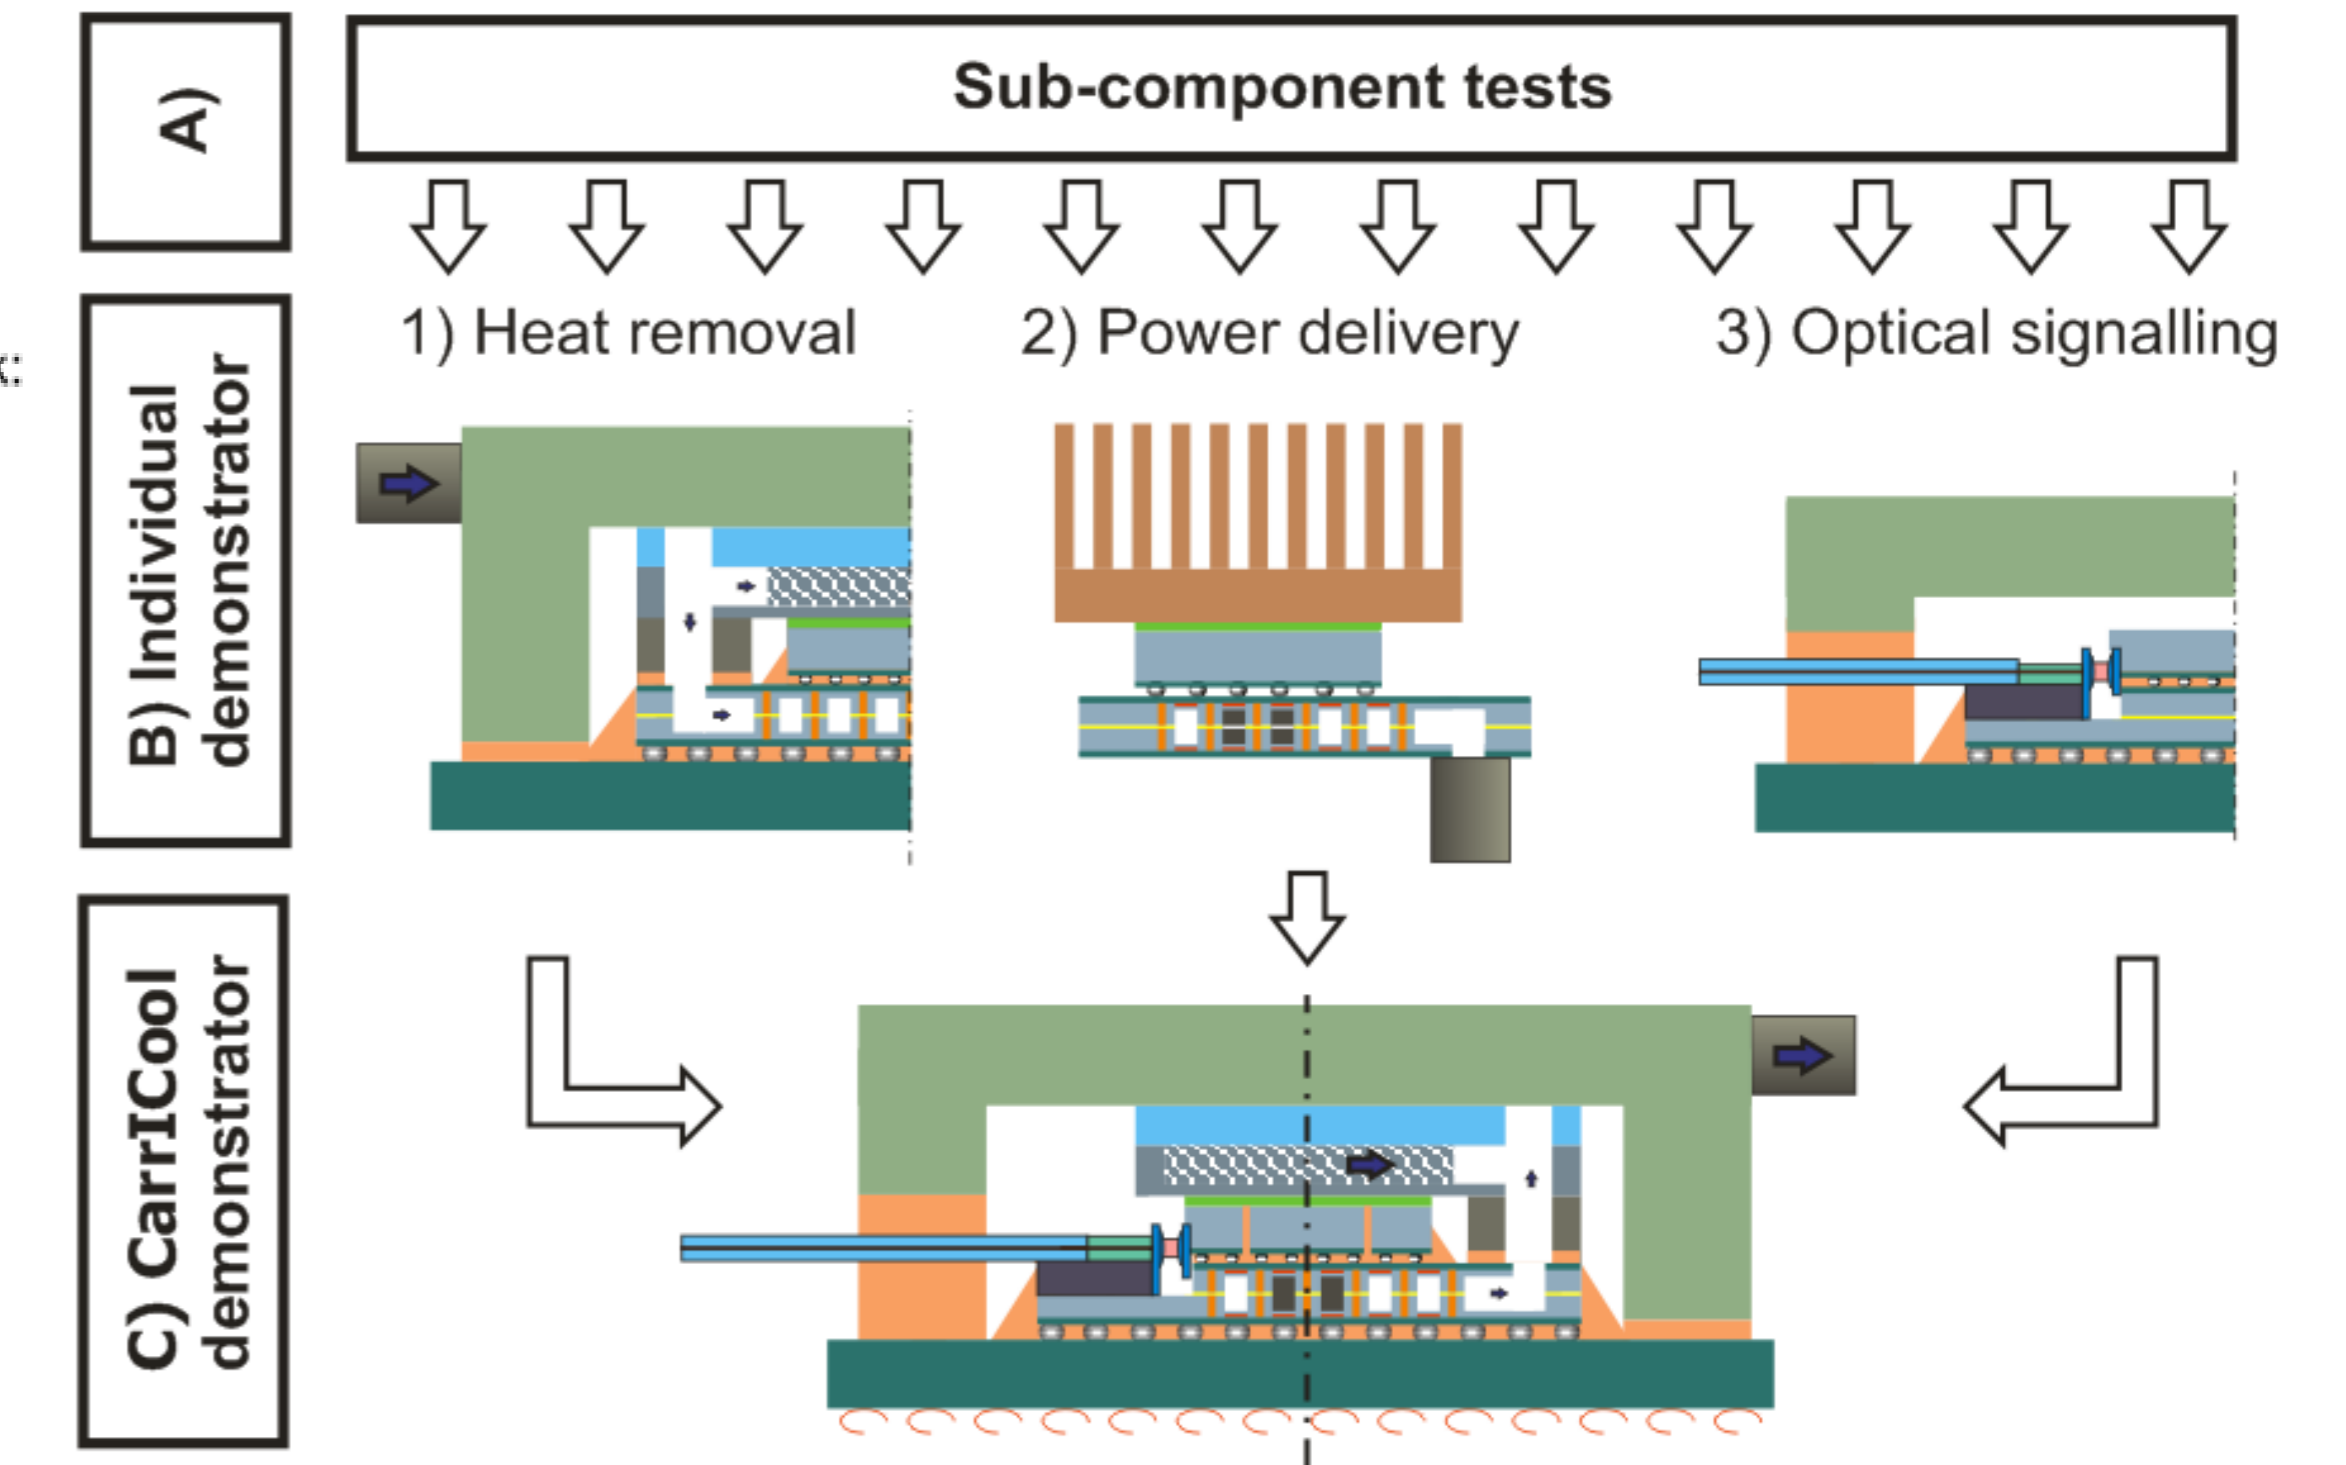 A)
Sub-component tests
B) Individual
demonstrator
1) Heat removal
2) Power delivery
3) Optical signalling
C) CarrICool
demonstrator